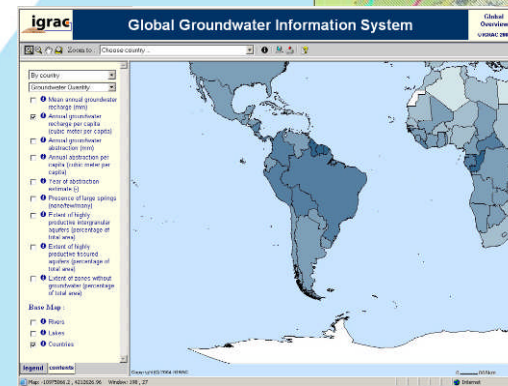 igrac
Global Groundwater Information System
Global
Overview
Zoom to: Choose country ..
By country
Groundwater Quantity
Mean annual groundwater
recharge (mm)
Annual groundwater
recharge per capita
(cubic meter per
capita)
Annual groundwater
abstraction (mm)
Annual abstraction per
capita (cubic meter per
capita)
Year of abstraction
estimate (-)
Presence of large springs
(none/few/many)
Extent of highly
productive intergranular
aquifers (percentage of
total area)
Extent of highly
productive fissured
aquifers (percentage of
total area)
Extent of zones without
groundwater (percentage
of total area)
Base Map :
Rivers
Lakes
Countries
legend contents
Internet